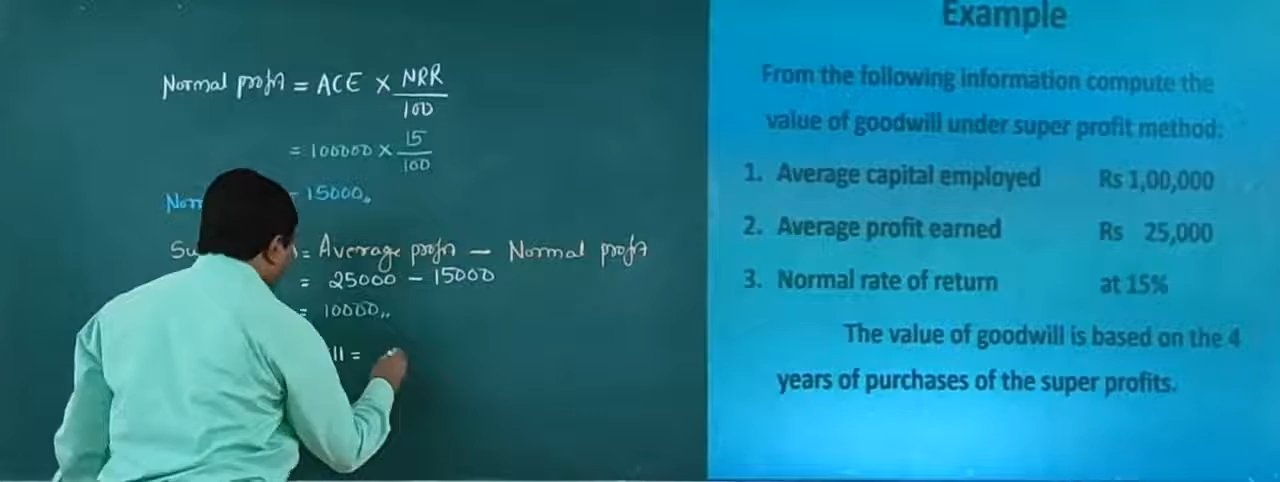 Normal profit = ACE × NRR / 100
= 100000 × 15 / 100
= 15000,,
= Average profit – Normal profit
= 25000 – 15000
= 10000,,
ll =
Example
From the following information compute the
value of goodwill under super profit method:
1. Average capital employed Rs 1,00,000
2. Average profit earned Rs 25,000
3. Normal rate of return at 15%
The value of goodwill is based on the 4
years of purchases of the super profits.